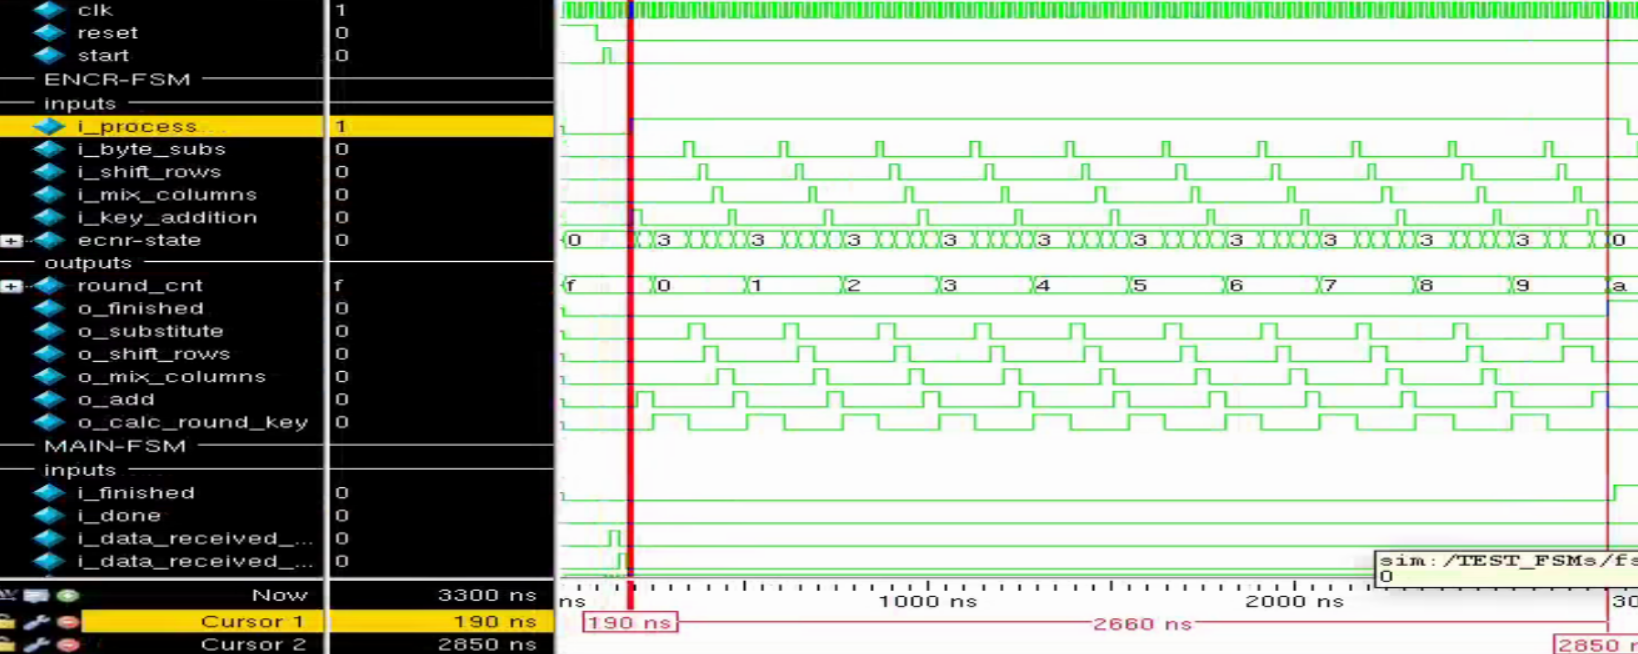 clk 1
reset 0
start 0
ENCR-FSM
inputs
i_process 1
i_byte_subs 0
i_shift_rows 0
i_mix_columns 0
i_key_addition 0
ecnr-state 0 0 3 3 3 3 3 3 3 3 3 3 0
outputs
round_cnt f f 0 1 2 3 4 5 6 7 8 9 a
o_finished 0
o_substitute 0
o_shift_rows 0
o_mix_columns 0
o_add 0
o_calc_round_key 0
MAIN-FSM
inputs
i_finished 0
i_done 0
i_data_received_... 0
i_data_received_... 0
sim:/TEST_FSMs/fs
0
Now 3300 ns ns 1000 ns 2000 ns 30
Cursor 1 190 ns 190 ns 2660 ns
Cursor 2 2850 ns 2850 n